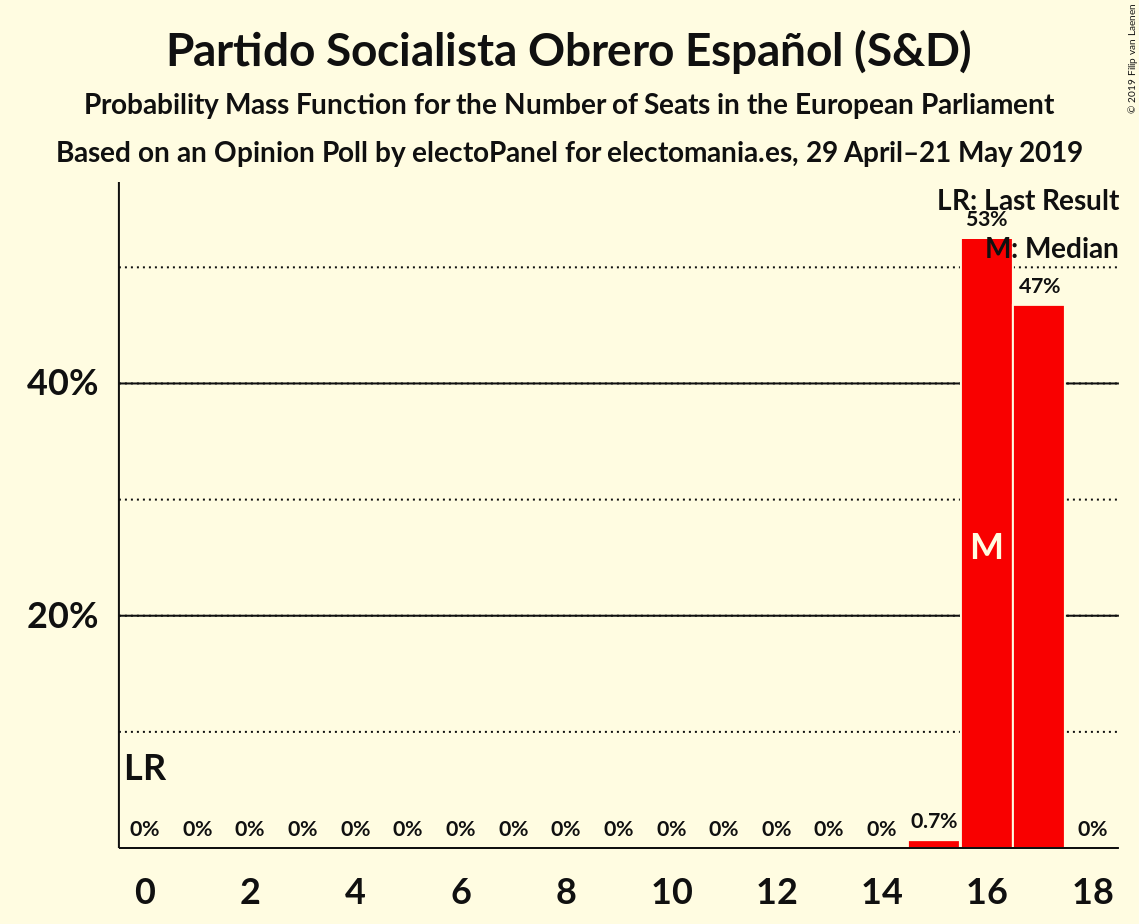 Partido Socialista Obrero Español (S&D)
Probability Mass Function for the Number of Seats in the European Parliament
Based on an Opinion Poll by electoPanel for electomania.es, 29 April–21 May 2019
© 2019 Filip van Laenen
LR: Last Result
53%
M: Median
47%
40%
M
20%
LR
0% 0% 0% 0% 0% 0% 0% 0% 0% 0% 0% 0% 0% 0% 0% 0.7% 0%
0 2 4 6 8 10 12 14 16 18